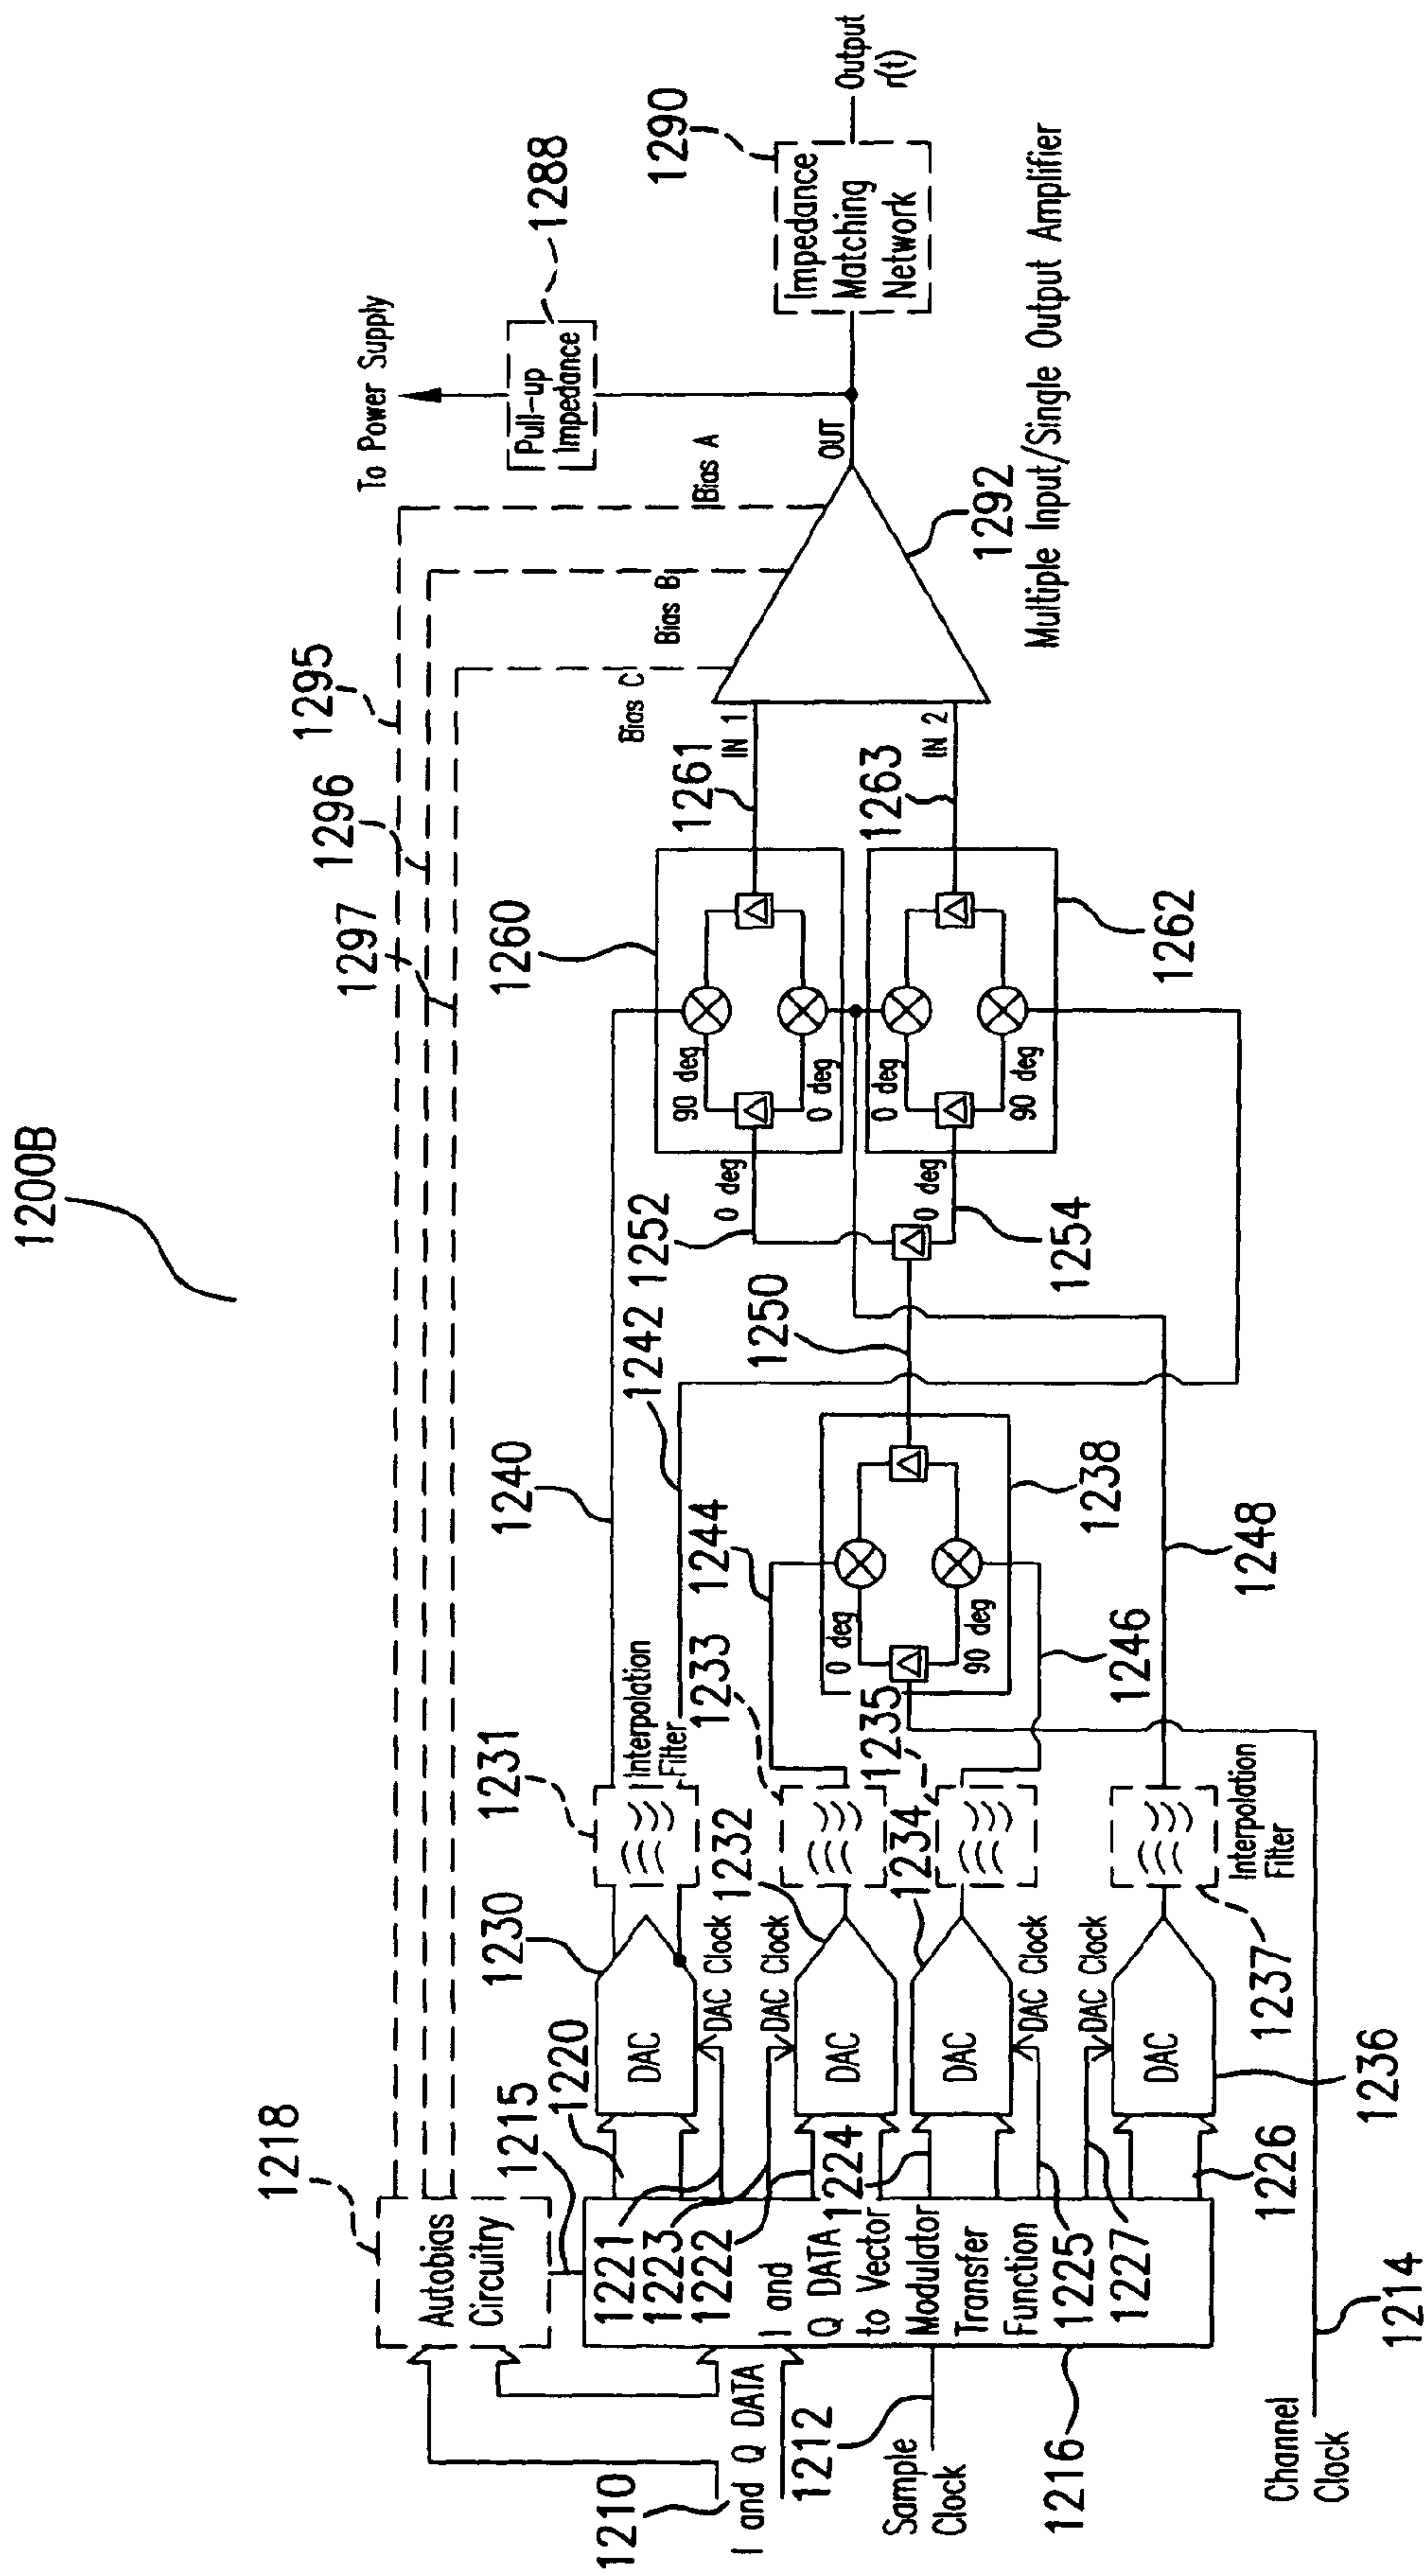 1200B
1218
1215
1220
1230
1231
1240
1242
1297
1296
1295
1260
1261
1252
1250
1244
1233
1232
1235
1234
1221
1223
1222
1224
1225
1227
1226
1236
1237
1246
1238
1248
1254
1262
1263
1292
1288
1290
1210
1212
1216
1214
Autobias
Circuitry
I and Q DATA
Sample
Clock
Channel
Clock
I and
Q DATA
to Vector
Modulator
Transfer
Function
DAC
DAC Clock
DAC Clock
DAC
DAC
DAC Clock
DAC Clock
DAC
Interpolation
Filter
Interpolation
Filter
0 deg
90 deg
0 deg
0 deg
90 deg
0 deg
0 deg
90 deg
IN 1
IN 2
Bias C
Bias B
Bias A
OUT
To Power Supply
Pull-up
Impedance
Impedance
Matching
Network
Output
r(t)
Multiple Input/Single Output Amplifier